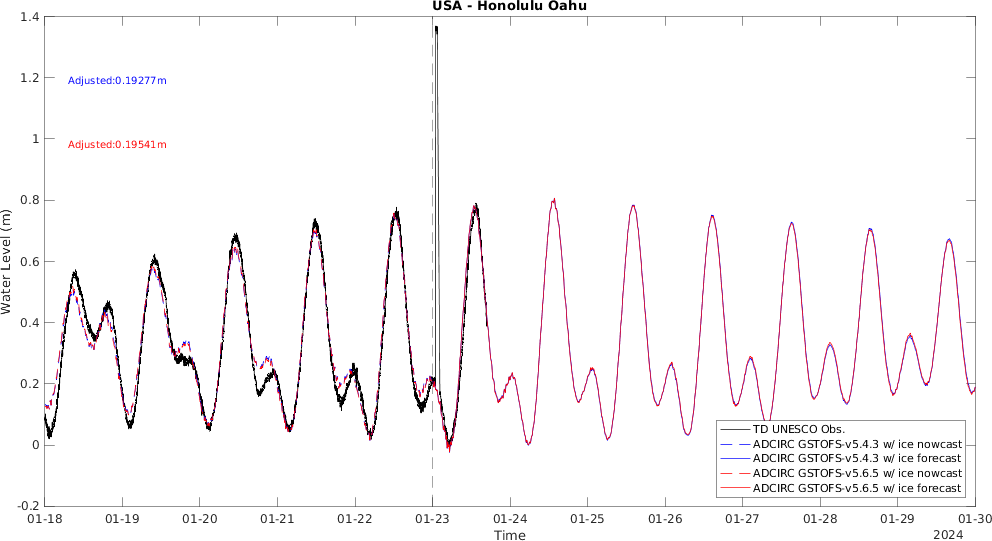 USA - Honolulu Oahu
1.4
1.2
1
0.8
0.6
0.4
0.2
0
-0.2
Water Level (m)
Adjusted:0.19277m
Adjusted:0.19541m
TD UNESCO Obs.
ADCIRC GSTOFS-v5.4.3 w/ ice nowcast
ADCIRC GSTOFS-v5.4.3 w/ ice forecast
ADCIRC GSTOFS-v5.6.5 w/ ice nowcast
ADCIRC GSTOFS-v5.6.5 w/ ice forecast
01-18 01-19 01-20 01-21 01-22 01-23 01-24 01-25 01-26 01-27 01-28 01-29 01-30
Time
2024